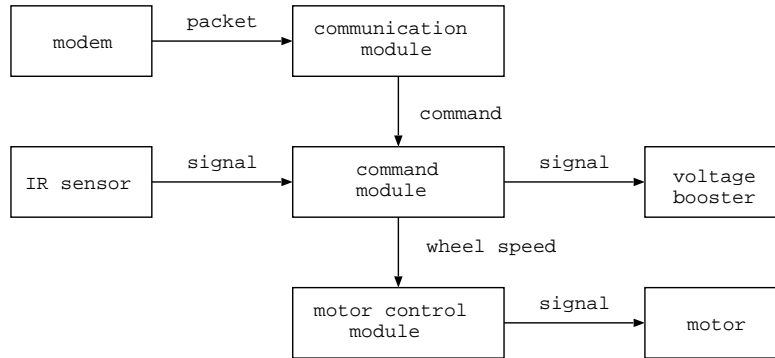 packet
modem
communication
module
command
signal
IR sensor
command
module
signal
voltage
booster
wheel speed
motor control
module
signal
motor